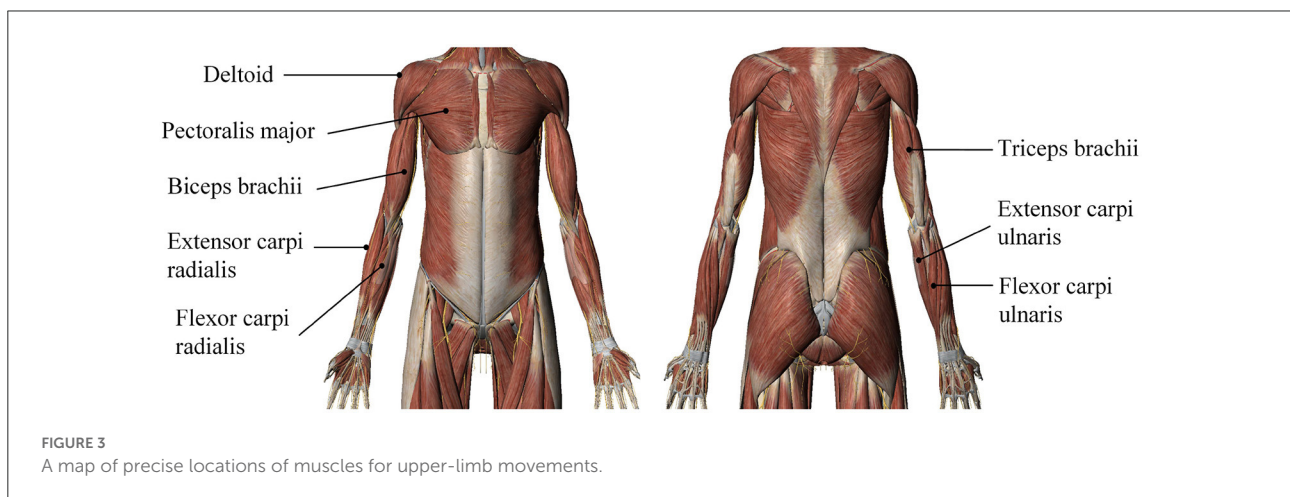 Deltoid
Pectoralis major
Biceps brachii
Extensor carpi
radialis
Flexor carpi
radialis
Triceps brachii
Extensor carpi
ulnaris
Flexor carpi
ulnaris
FIGURE 3
A map of precise locations of muscles for upper-limb movements.